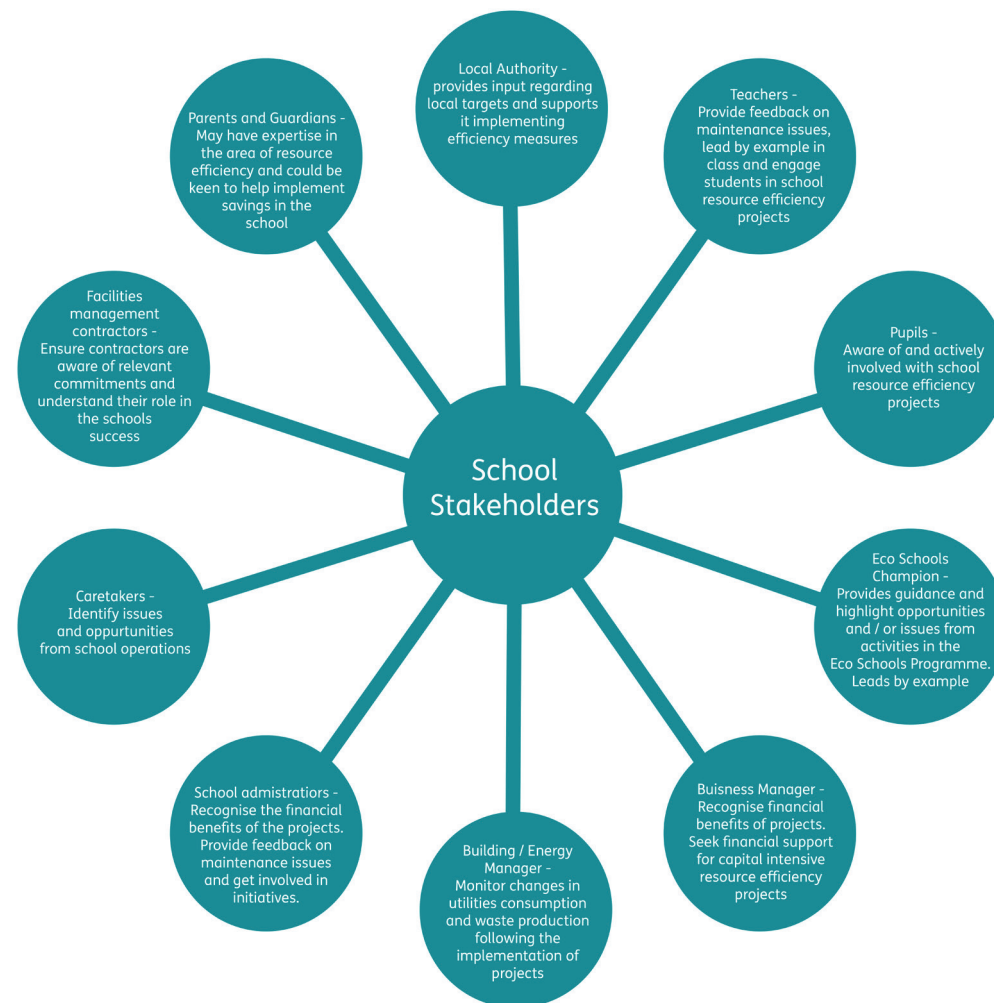 Local Authority -
provides input regarding
local targets and supports
it implementing
efficiency measures
Teachers -
Provide feedback on
maintenance issues,
lead by example in
class and engage
students in school
resource efficiency
projects
Pupils -
Aware of and actively
involved with school
resource efficiency
projects
Eco Schools
Champion -
Provides guidance and
highlight opportunities
and / or issues from
activities in the
Eco Schools Programme.
Leads by example
Buisness Manager -
Recognise financial
benefits of projects.
Seek financial support
for capital intensive
resource efficiency
projects
Building / Energy
Manager -
Monitor changes in
utilities consumption
and waste production
following the
implementation of
projects
School admistratiors -
Recognise the financial
benefits of the projects.
Provide feedback on
maintenance issues
and get involved in
initiatives.
Caretakers -
Identify issues
and oppurtunities
from school operations
Facilities
management
contractors -
Ensure contractors are
aware of relevant
commitments and
understand their role in
the schools
success
Parents and Guardians -
May have expertise in
the area of resource
efficiency and could be
keen to help implement
savings in the
school
School
Stakeholders